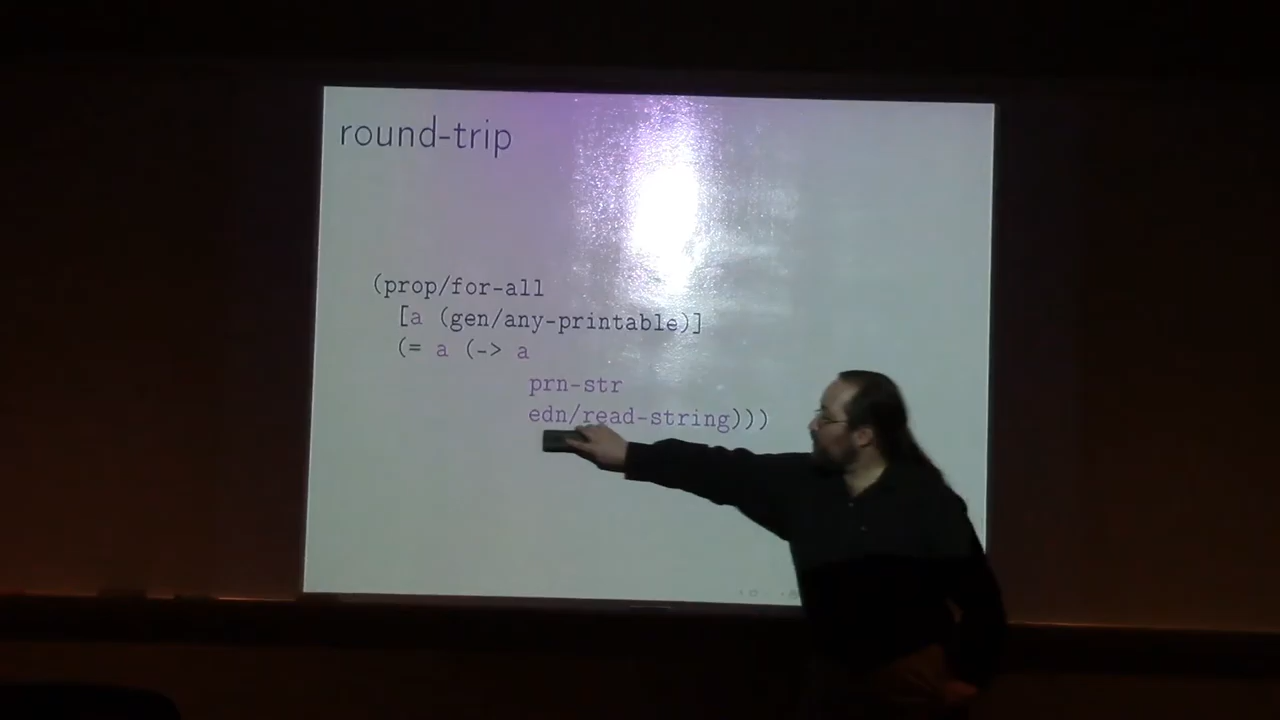 round-trip
(prop/for-all
[a (gen/any-printable)]
(= a (-> a
prn-str
edn/read-string)))